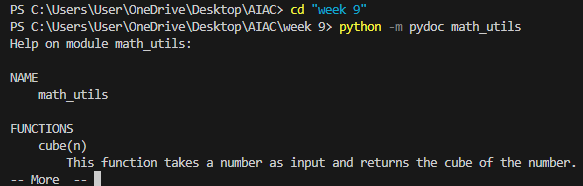 PS C:\Users\User\OneDrive\Desktop\AIAC> cd "week 9"
PS C:\Users\User\OneDrive\Desktop\AIAC\week 9> python -m pydoc math_utils
Help on module math_utils:

NAME
    math_utils

FUNCTIONS
    cube(n)
        This function takes a number as input and returns the cube of the number.
-- More  --